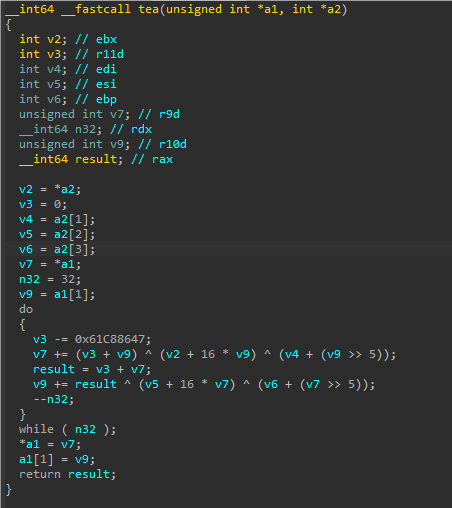 __int64 __fastcall tea(unsigned int *a1, int *a2)
{
  int v2; // ebx
  int v3; // r11d
  int v4; // edi
  int v5; // esi
  int v6; // ebp
  unsigned int v7; // r9d
  __int64 n32; // rdx
  unsigned int v9; // r10d
  __int64 result; // rax

  v2 = *a2;
  v3 = 0;
  v4 = a2[1];
  v5 = a2[2];
  v6 = a2[3];
  v7 = *a1;
  n32 = 32;
  v9 = a1[1];
  do
  {
    v3 -= 0x61C88647;
    v7 += (v3 + v9) ^ (v2 + 16 * v9) ^ (v4 + (v9 >> 5));
    result = v3 + v7;
    v9 += result ^ (v5 + 16 * v7) ^ (v6 + (v7 >> 5));
    --n32;
  }
  while ( n32 );
  *a1 = v7;
  a1[1] = v9;
  return result;
}